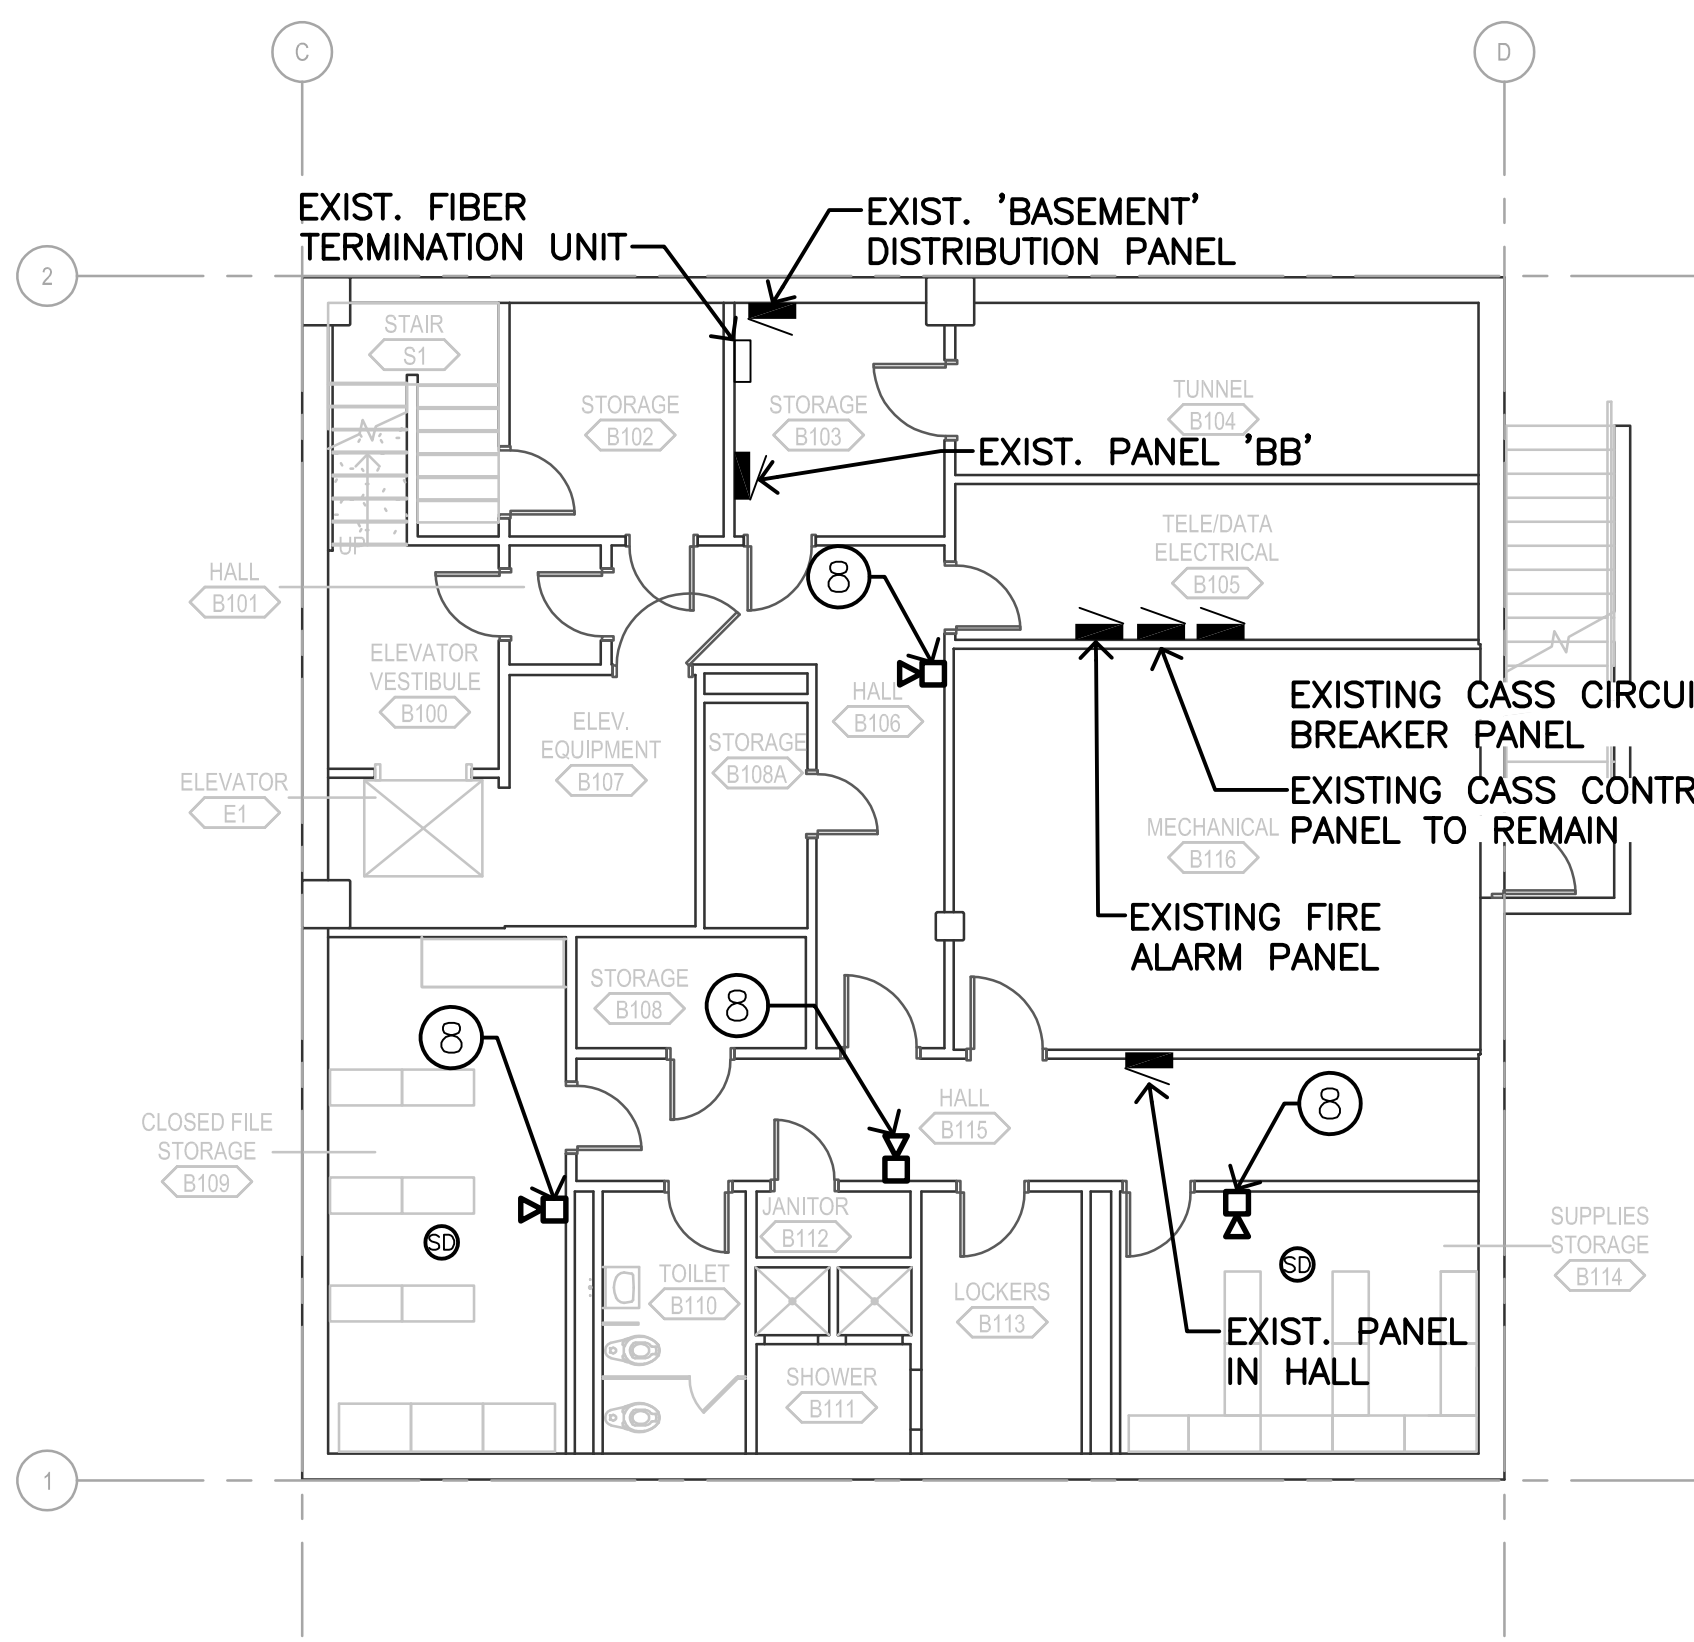 C
D
EXIST. FIBER
TERMINATION UNIT
EXIST. 'BASEMENT'
DISTRIBUTION PANEL
2
STAIR
S1
STORAGE
B102
STORAGE
B103
TUNNEL
B104
EXIST. PANEL 'BB'
UP
TELE/DATA
ELECTRICAL
B105
HALL
B101
8
ELEVATOR
VESTIBULE
B100
ELEV.
EQUIPMENT
B107
STORAGE
B108A
HALL
B106
EXISTING CASS CIRCUI
BREAKER PANEL
ELEVATOR
E1
EXISTING CASS CONTR
PANEL TO REMAIN
MECHANICAL
B116
EXISTING FIRE
ALARM PANEL
STORAGE
B108
8
8
HALL
B115
8
CLOSED FILE
STORAGE
B109
JANITOR
B112
SUPPLIES
STORAGE
B114
SD
SD
TOILET
B110
LOCKERS
B113
EXIST. PANEL
IN HALL
SHOWER
B111
1